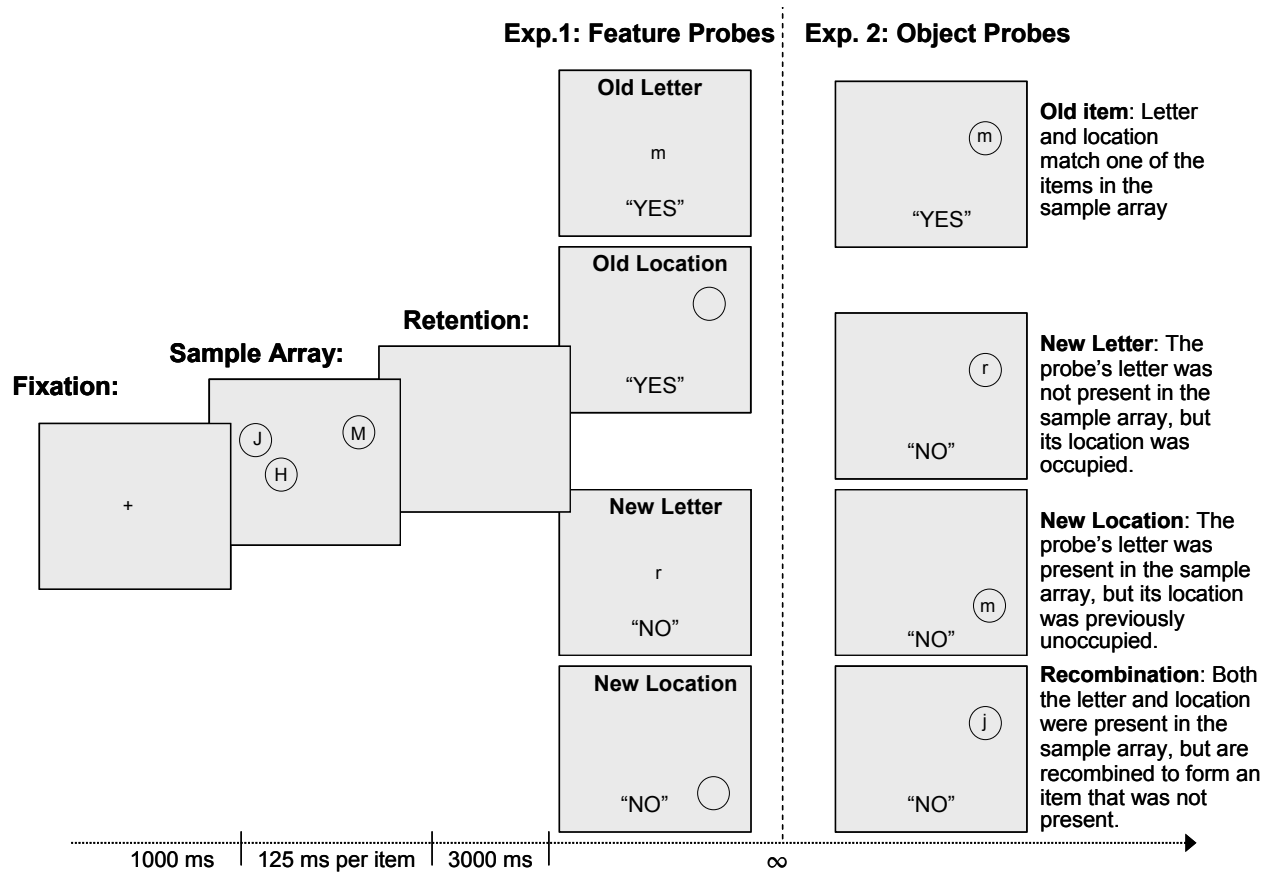 Exp.1: Feature Probes
Exp. 2: Object Probes
Old Letter
m
“YES”
Old Location
“YES”
New Letter
r
“NO”
New Location
“NO”
Retention:
Sample Array:
Fixation:
J
M
H
+
m
“YES”
Old item: Letter
and location
match one of the
items in the
sample array
r
“NO”
New Letter: The
probe’s letter was
not present in the
sample array, but
its location was
occupied.
m
“NO”
New Location: The
probe’s letter was
present in the sample
array, but its location
was previously
unoccupied.
j
“NO”
Recombination: Both
the letter and location
were present in the
sample array, but are
recombined to form an
item that was not
present.
1000 ms
125 ms per item
3000 ms
∞